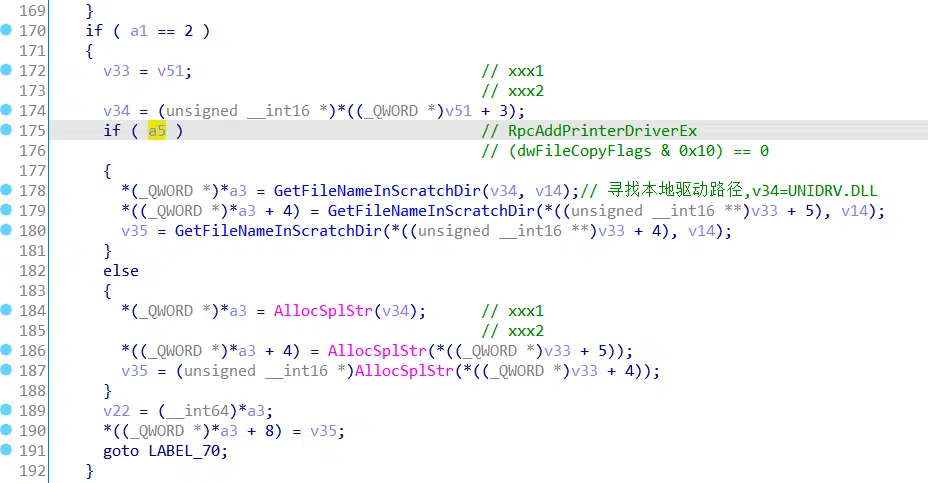 169 }
170 if ( a1 == 2 )
171 {
172 v33 = v51; // xxx1
173 // xxx2
174 v34 = (unsigned __int16 *)*((_QWORD *)v51 + 3);
175 if ( a5 ) // RpcAddPrinterDriverEx
176 // (dwFileCopyFlags & 0x10) == 0
177 {
178 *(_QWORD *)*a3 = GetFileNameInScratchDir(v34, v14);// 寻找本地驱动路径,v34=UNIDRV.DLL
179 *((_QWORD *)*a3 + 4) = GetFileNameInScratchDir(*((unsigned __int16 **)v33 + 5), v14);
180 v35 = GetFileNameInScratchDir(*((unsigned __int16 **)v33 + 4), v14);
181 }
182 else
183 {
184 *(_QWORD *)*a3 = AllocSplStr(v34); // xxx1
185 // xxx2
186 *((_QWORD *)*a3 + 4) = AllocSplStr(*((_QWORD *)v33 + 5));
187 v35 = (unsigned __int16 *)AllocSplStr(*((_QWORD *)v33 + 4));
188 }
189 v22 = (__int64)*a3;
190 *((_QWORD *)*a3 + 8) = v35;
191 goto LABEL_70;
192 }